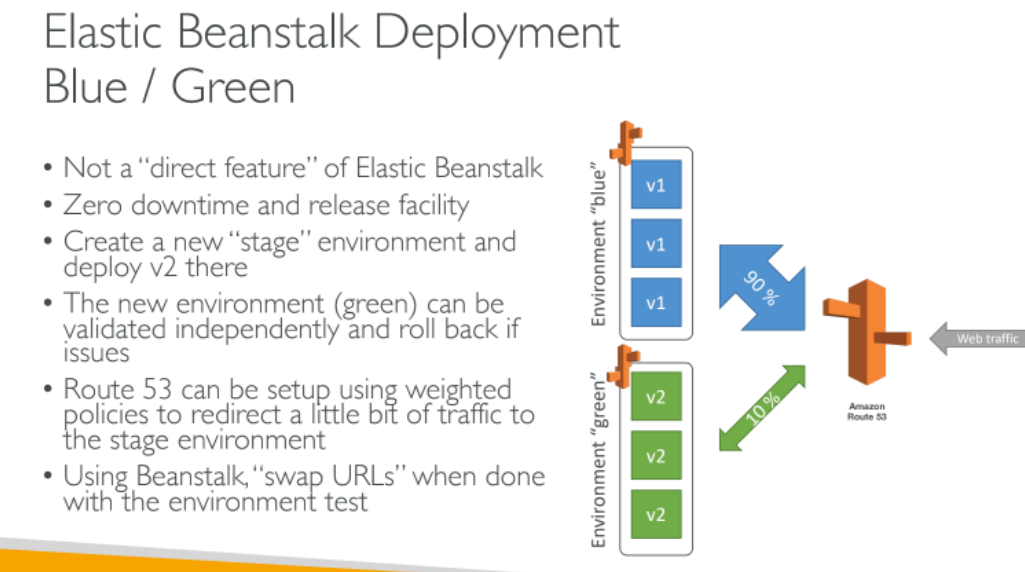 Elastic Beanstalk Deployment
Blue / Green
• Not a “direct feature” of Elastic Beanstalk
• Zero downtime and release facility
• Create a new “stage” environment and
deploy v2 there
• The new environment (green) can be
validated independently and roll back if
issues
• Route 53 can be setup using weighted
policies to redirect a little bit of traffic to
the stage environment
• Using Beanstalk, “swap URLs” when done
with the environment test
Environment “blue”
v1
v1
v1
90 %
Environment “green”
v2
v2
v2
10 %
Amazon
Route 53
Web traffic